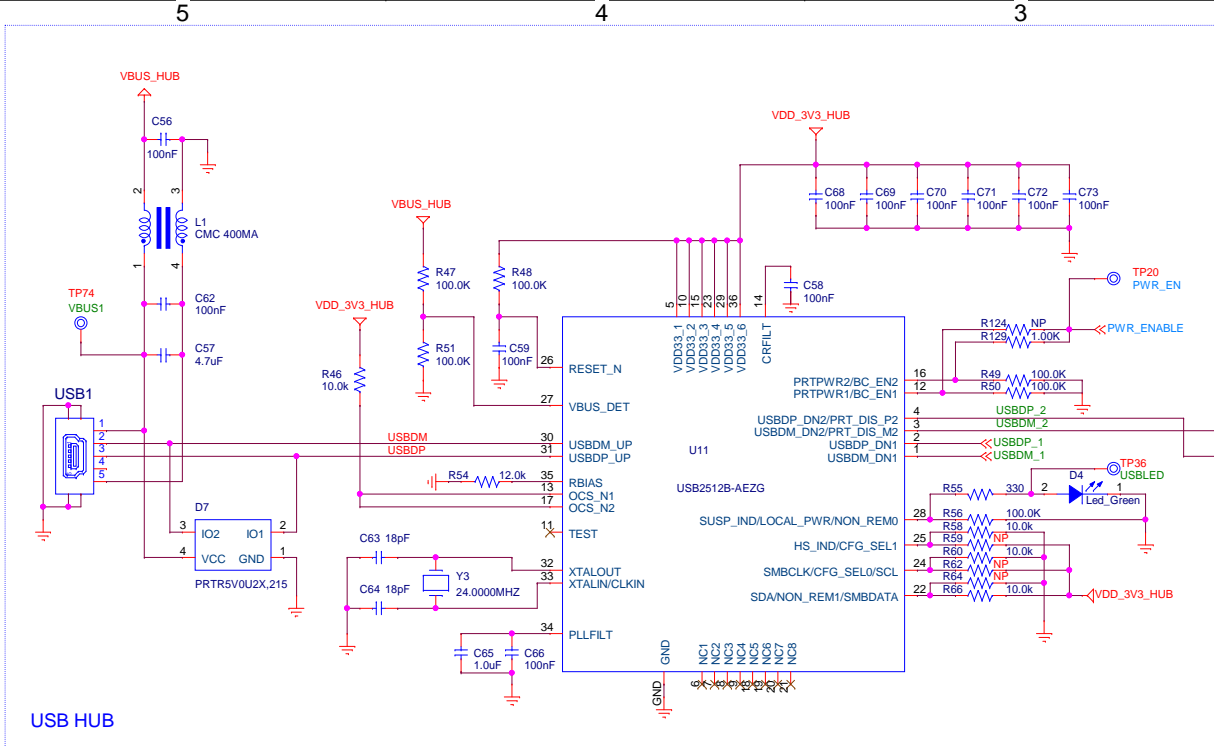 5
4
3
VBUS_HUB
C56
100nF
2
3
L1
CMC 400MA
1
4
C62
100nF
TP74
VBUS1
C57
4.7uF
USB1
1
2
3
4
5
D7
3
IO2
IO1
2
4
VCC
GND
1
PRTR5V0U2X,215
VBUS_HUB
R47
100.0K
R48
100.0K
VDD_3V3_HUB
R51
100.0K
C59
100nF
R46
10.0k
USBDM
USBDP
R54
12.0k
C63 18pF
C64 18pF
Y3
24.0000MHZ
C65
1.0uF
C66
100nF
26
RESET_N
27
VBUS_DET
30
USBDM_UP
31
USBDP_UP
35
RBIAS
13
OCS_N1
17
OCS_N2
11
TEST
32
XTALOUT
33
XTALIN/CLKIN
34
PLLFILT
5
10
15
23
29
36
14
VDD33_1
VDD33_2
VDD33_3
VDD33_4
VDD33_5
VDD33_6
CRFILT
C58
100nF
VDD_3V3_HUB
C68
100nF
C69
100nF
C70
100nF
C71
100nF
C72
100nF
C73
100nF
U11
USB2512B-AEZG
PRTPWR2/BC_EN2
16
PRTPWR1/BC_EN1
12
USBDP_DN2/PRT_DIS_P2
4
USBDM_DN2/PRT_DIS_M2
3
USBDP_DN1
2
USBDM_DN1
1
SUSP_IND/LOCAL_PWR/NON_REM0
28
HS_IND/CFG_SEL1
25
SMBCLK/CFG_SEL0/SCL
24
SDA/NON_REM1/SMBDATA
22
GND
GND
NC1
NC2
NC3
NC4
NC5
NC6
NC7
NC8
6
7
8
9
18
19
20
21
TP20
PWR_EN
R124
NP
R129
1.00K
PWR_ENABLE
R49
100.0K
R50
100.0K
USBDP_2
USBDM_2
USBDP_1
USBDM_1
TP36
USBLED
D4
R55
330
2
1
Led_Green
R56
100.0K
R58
10.0k
R59
NP
R60
10.0k
R62
NP
R64
NP
R66
10.0k
VDD_3V3_HUB
USB HUB